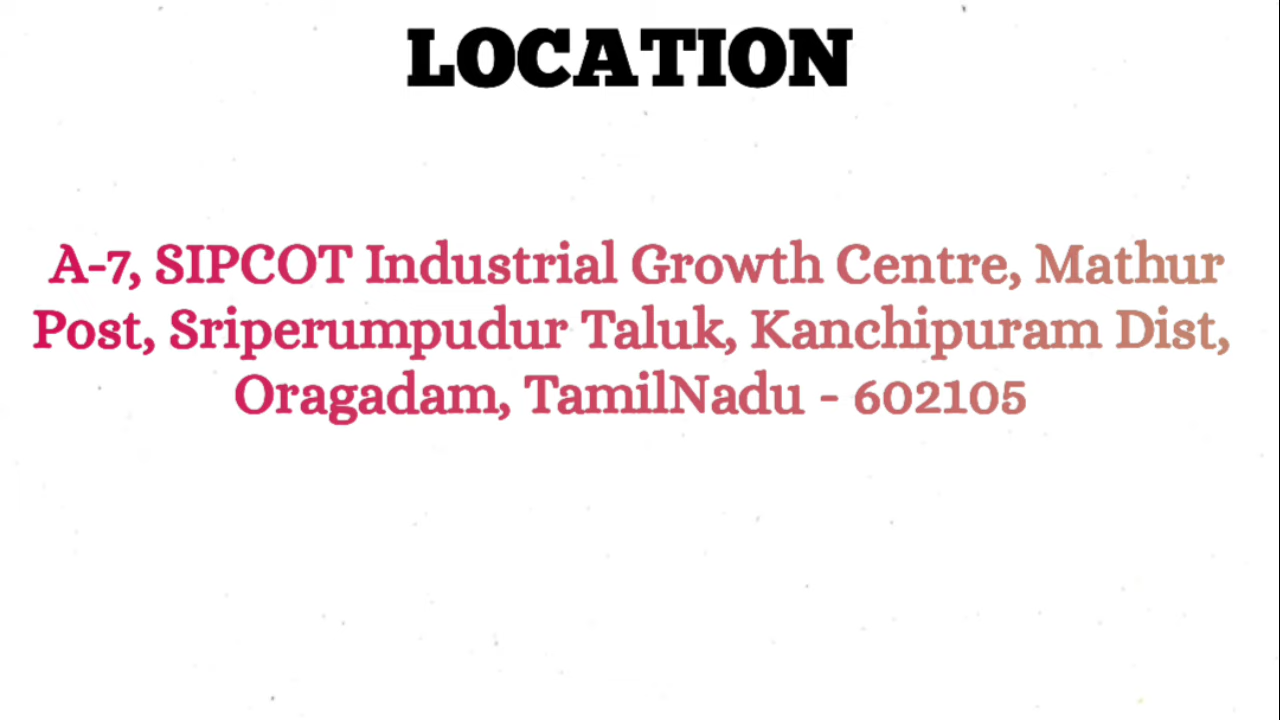 LOCATION
A-7, SIPCOT Industrial Growth Centre, Mathur
Post, Sriperumpudur Taluk, Kanchipuram Dist,
Oragadam, TamilNadu - 602105